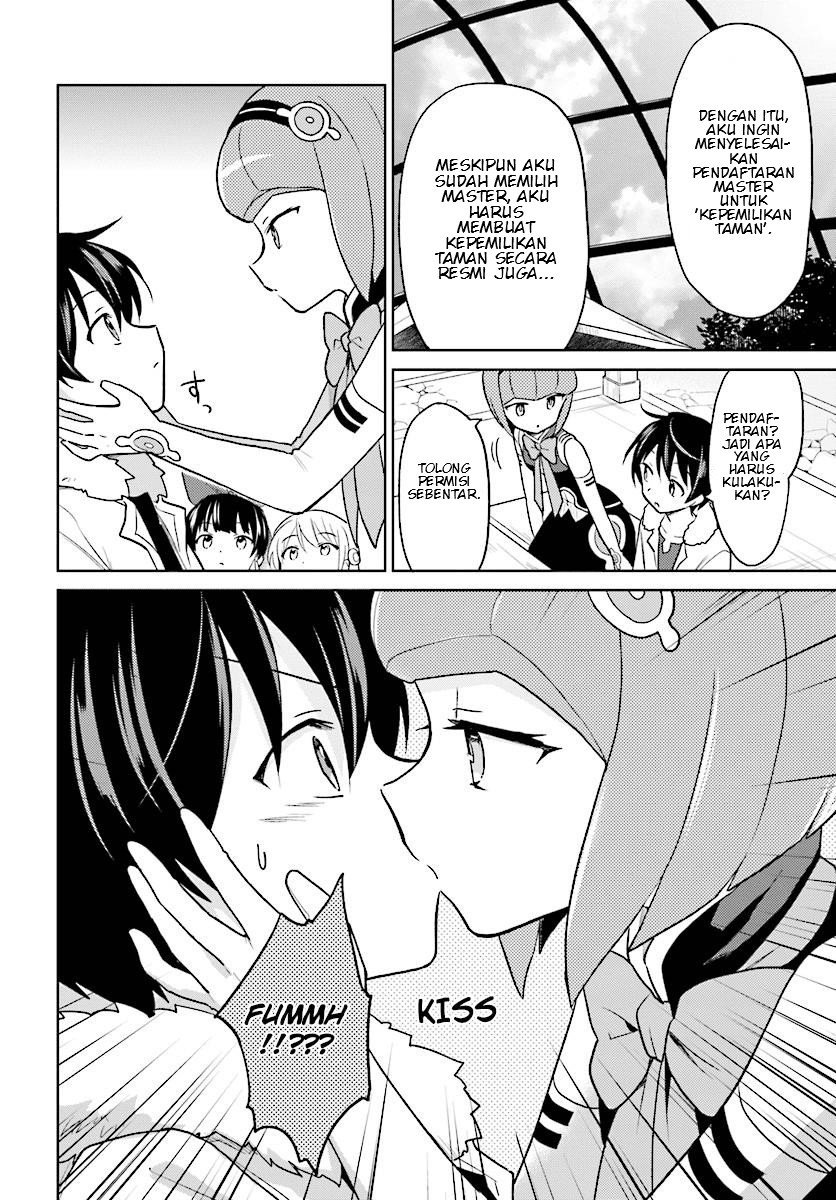 DENGAN ITU,
AKU INGIN
MENYELESAI-
KAN
PENDAFTARAN
MASTER
UNTUK
'KEPEMILIKAN
TAMAN'.
MESKIPUN AKU
SUDAH MEMILIH
MASTER, AKU
HARUS
MEMBUAT
KEPEMILIKAN
TAMAN SECARA
RESMI JUGA...
PENDAF-
TARAN?
JADI APA
YANG
HARUS
KULAKU-
KAN?
TOLONG
PERMISI
SEBENTAR.
すっ
KISS
FUMMH
!!???